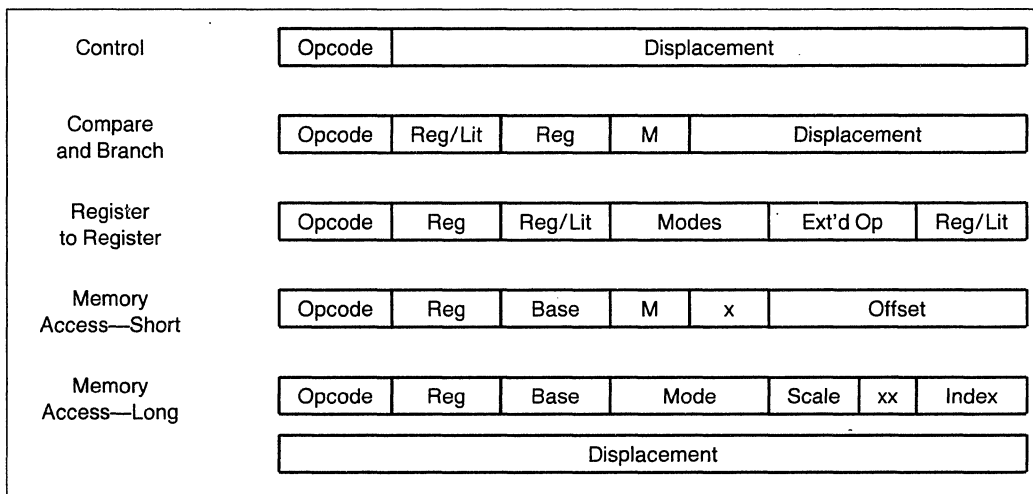 Control
Opcode Displacement
Compare
and Branch
Opcode Reg/Lit Reg M Displacement
Register
to Register
Opcode Reg Reg/Lit Modes Ext'd Op Reg/Lit
Memory
Access—Short
Opcode Reg Base M x Offset
Memory
Access—Long
Opcode Reg Base Mode Scale xx Index
Displacement